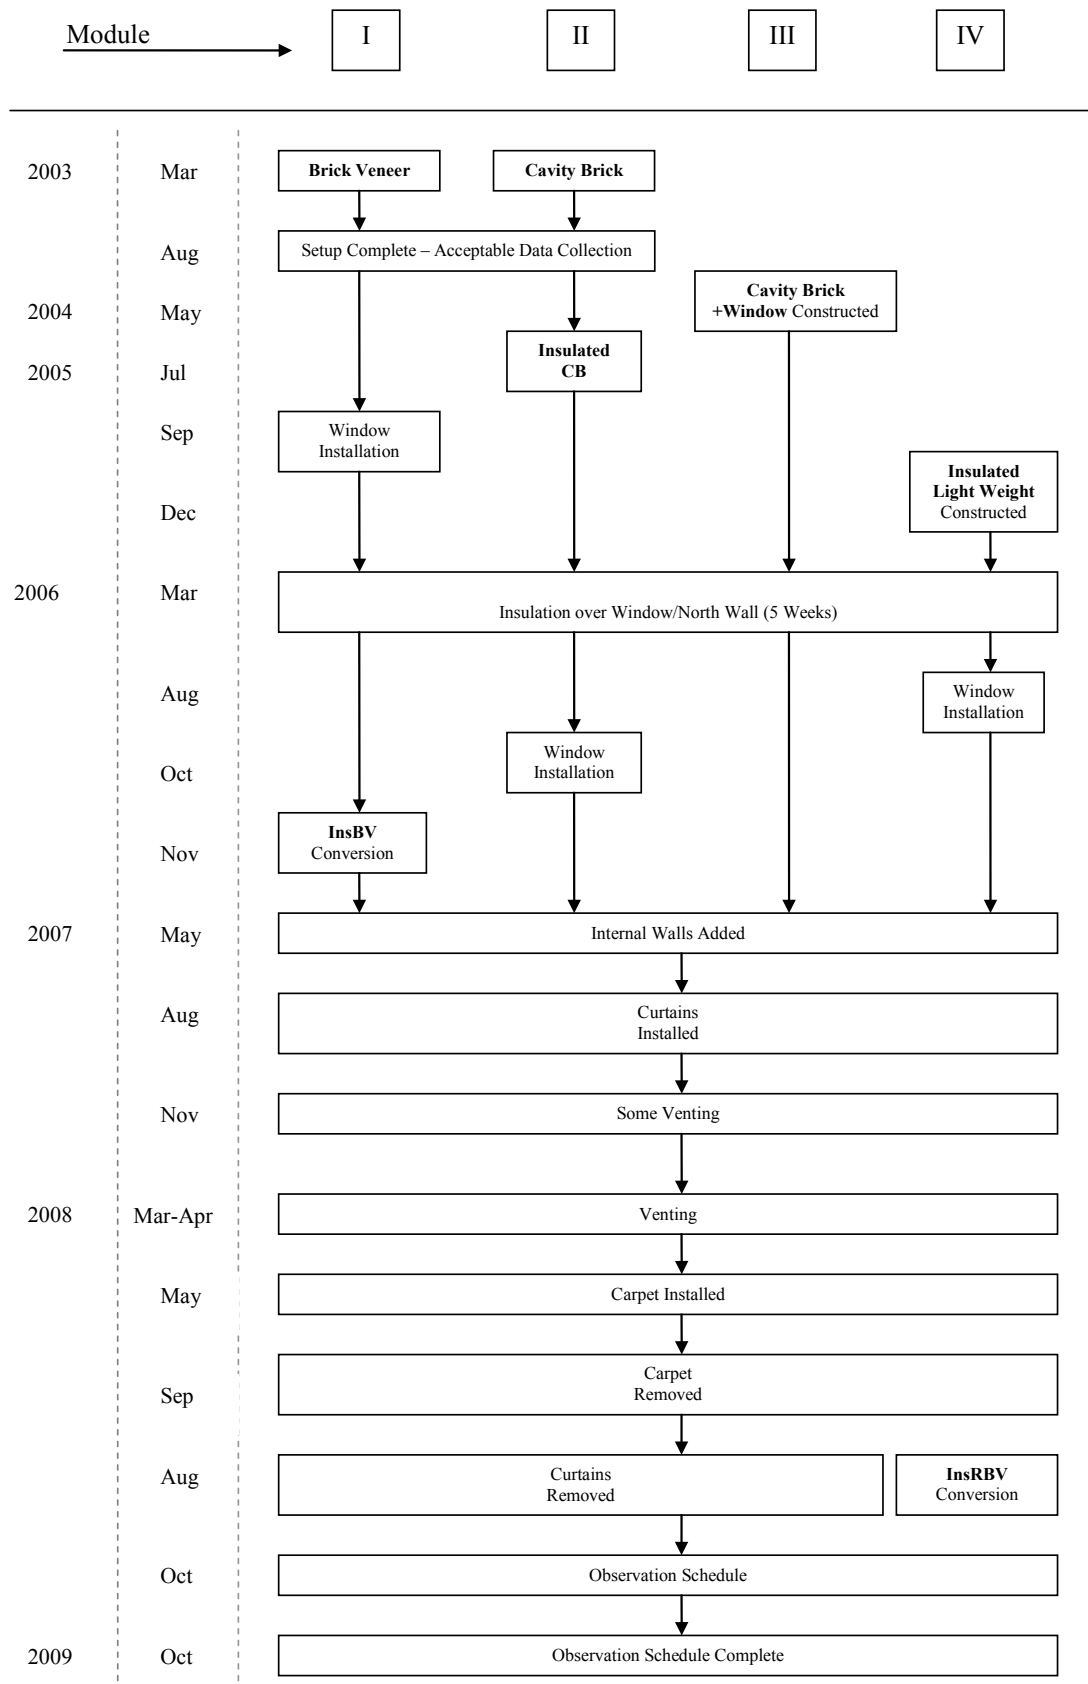 Module I II III IV
2003 Mar Brick Veneer Cavity Brick
Aug Setup Complete – Acceptable Data Collection
2004 May Cavity Brick
+Window Constructed
2005 Jul Insulated
CB
Sep Window
Installation
Insulated
Light Weight
Dec Constructed
2006 Mar
Insulation over Window/North Wall (5 Weeks)
Aug Window
Installation
Window
Oct Installation
InsBV
Nov Conversion
2007 May Internal Walls Added
Aug Curtains
Installed
Nov Some Venting
2008 Mar-Apr Venting
May Carpet Installed
Carpet
Sep Removed
Aug Curtains InsRBV
Removed Conversion
Oct Observation Schedule
2009 Oct Observation Schedule Complete